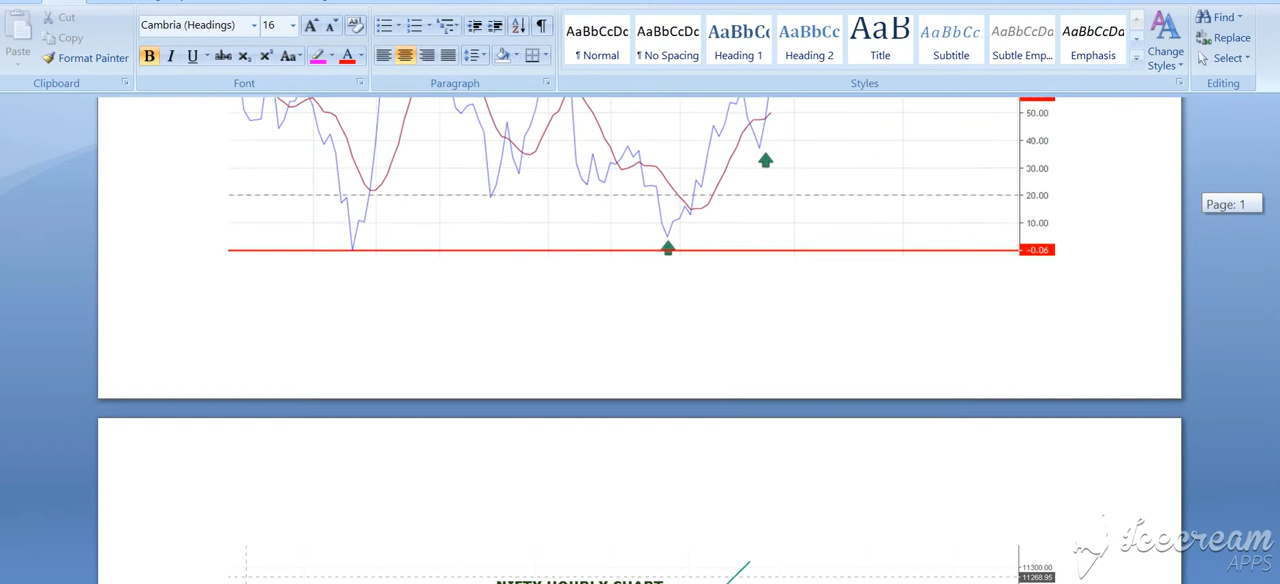 Cut
Cambria (Headings) 16
AaBbCcDc AaBbCcDc AaBbCc AaBbCc AaB AaBbCc. AaBbCcDa AaBbCcDa
Find
Paste
Copy
Replace
Format Painter
B I U abc X₂ X² Aa A
¶ Normal ¶ No Spacing Heading 1 Heading 2 Title Subtitle Subtle Emp... Emphasis
Change
Styles
Select
Clipboard Font Paragraph Styles Editing
50.00
40.00
30.00
20.00
Page: 1
10.00
-0.06
11300.00
11268.95
NIFTY HOURLY CHART
Icecream
APPS